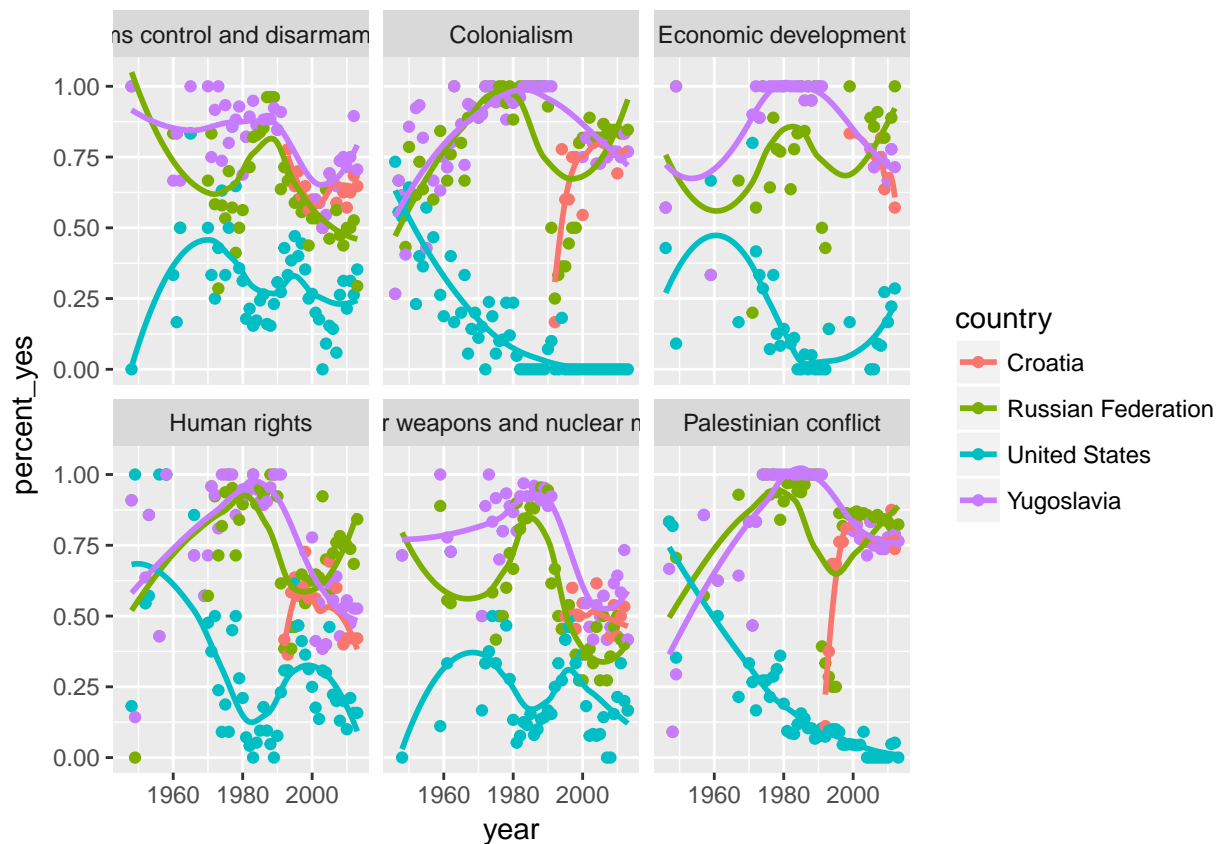 ns control and disarmam
Colonialism
Economic development
1.00
0.75
0.50
0.25
0.00
Human rights
r weapons and nuclear n
Palestinian conflict
1.00
0.75
0.50
0.25
0.00
1960 1980 2000
1960 1980 2000
1960 1980 2000
year
percent_yes
country
Croatia
Russian Federation
United States
Yugoslavia